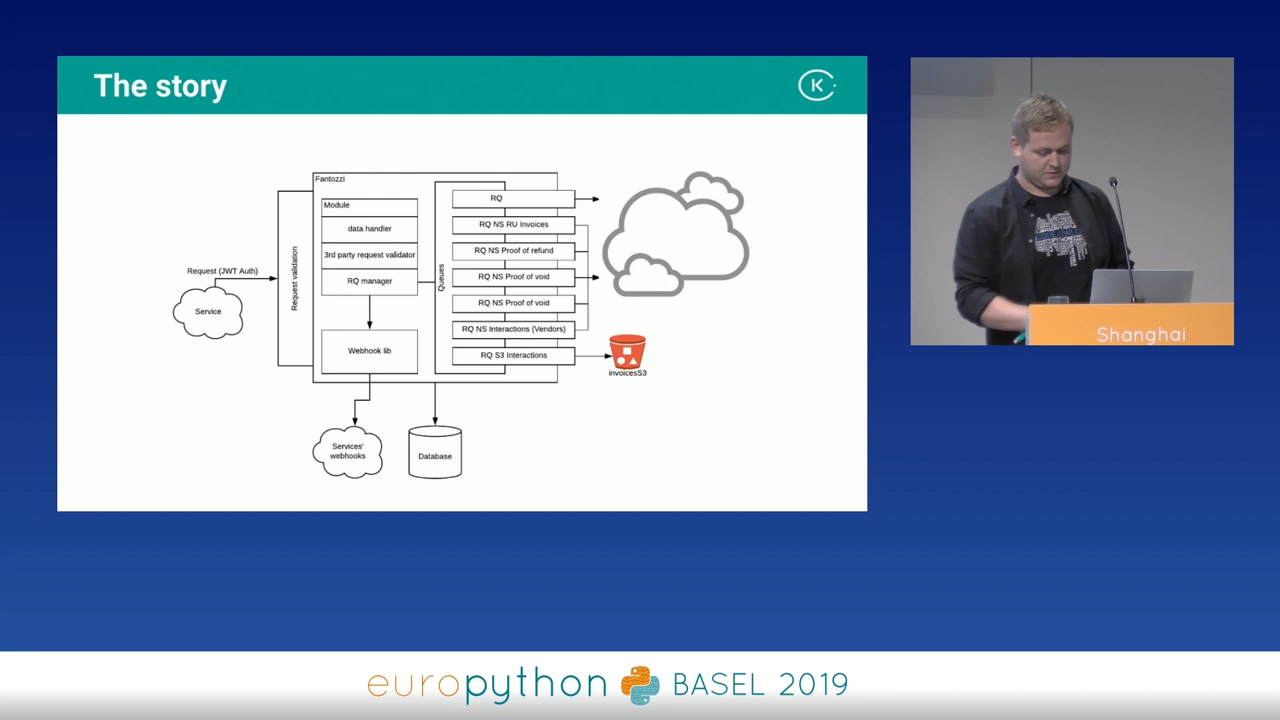 The story
K
Fantozzi
Module
data handler
3rd party request validator
RQ manager
Webhook lib
Request validation
Request (JWT Auth)
Service
Queues
RQ
RQ NS RU Invoices
RQ NS Proof of refund
RQ NS Proof of void
RQ NS Proof of void
RQ NS Interactions (Vendors)
RQ S3 Interactions
invoicesS3
Services'
webhooks
Database
Shanghai
europython BASEL 2019